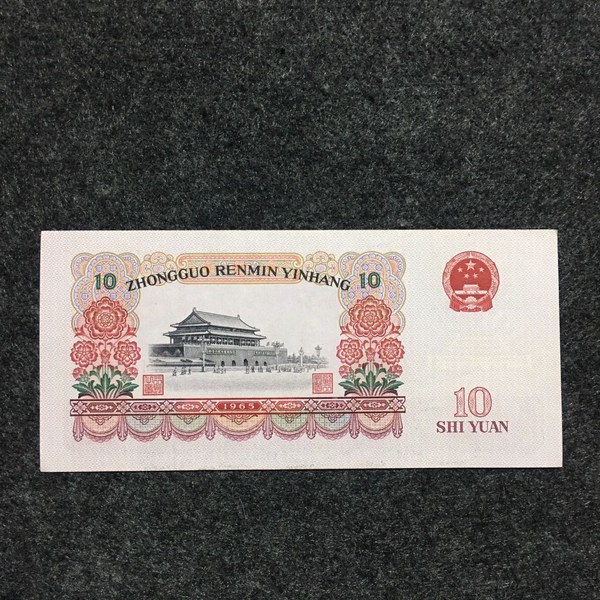 10 ZHONGGUO RENMIN YINHANG 10
1965
10
SHI YUAN